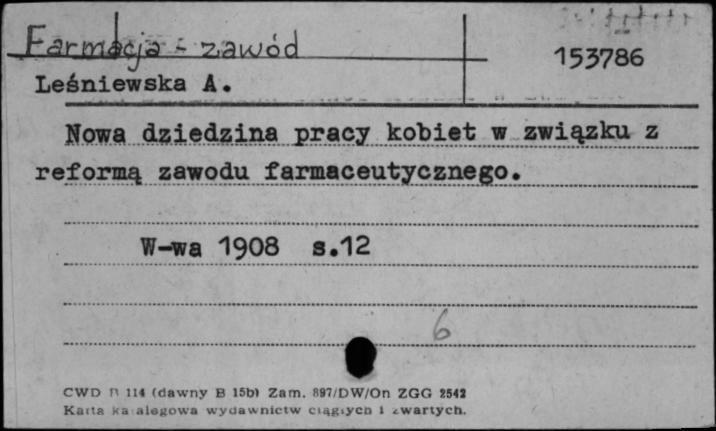 Farmacja - zawód
153786
Leśniewska A.
Nowa dziedzina pracy kobiet w związku z
reformą zawodu farmaceutycznego.
W-wa 1908 s.12
6
CWD B 114 (dawny B 15b) Zam. 897/DW/On ZGG 2542
Karta katalogowa wydawnictw ciągłych i zwartych.